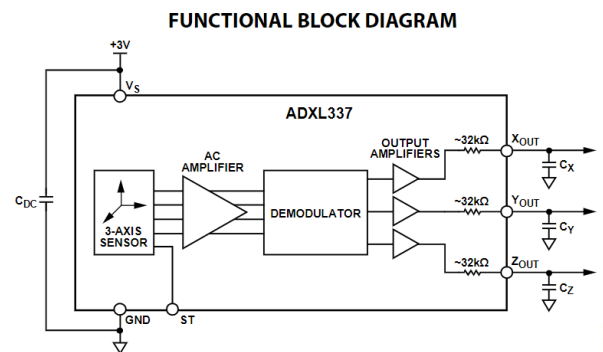 FUNCTIONAL BLOCK DIAGRAM
+3V
VS
ADXL337
OUTPUT
AMPLIFIERS
~32kΩ
XOUT
AC
AMPLIFIER
CX
CDC
3-AXIS
SENSOR
DEMODULATOR
~32kΩ
YOUT
CY
~32kΩ
ZOUT
CZ
GND
ST